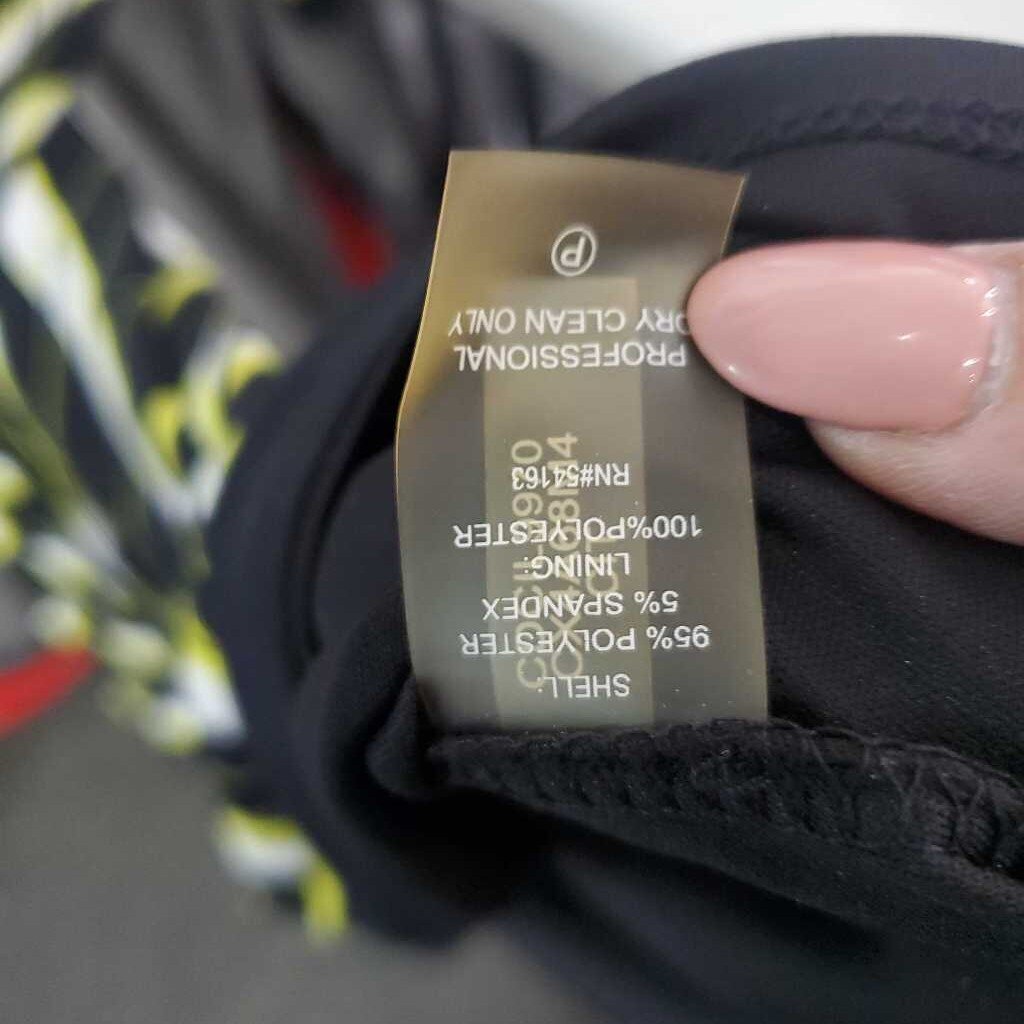 SHELL:
95% POLYESTER
5% SPANDEX
LINING:
100%POLYESTER
RN#54163
PROFESSIONAL
DRY CLEAN ONLY
P